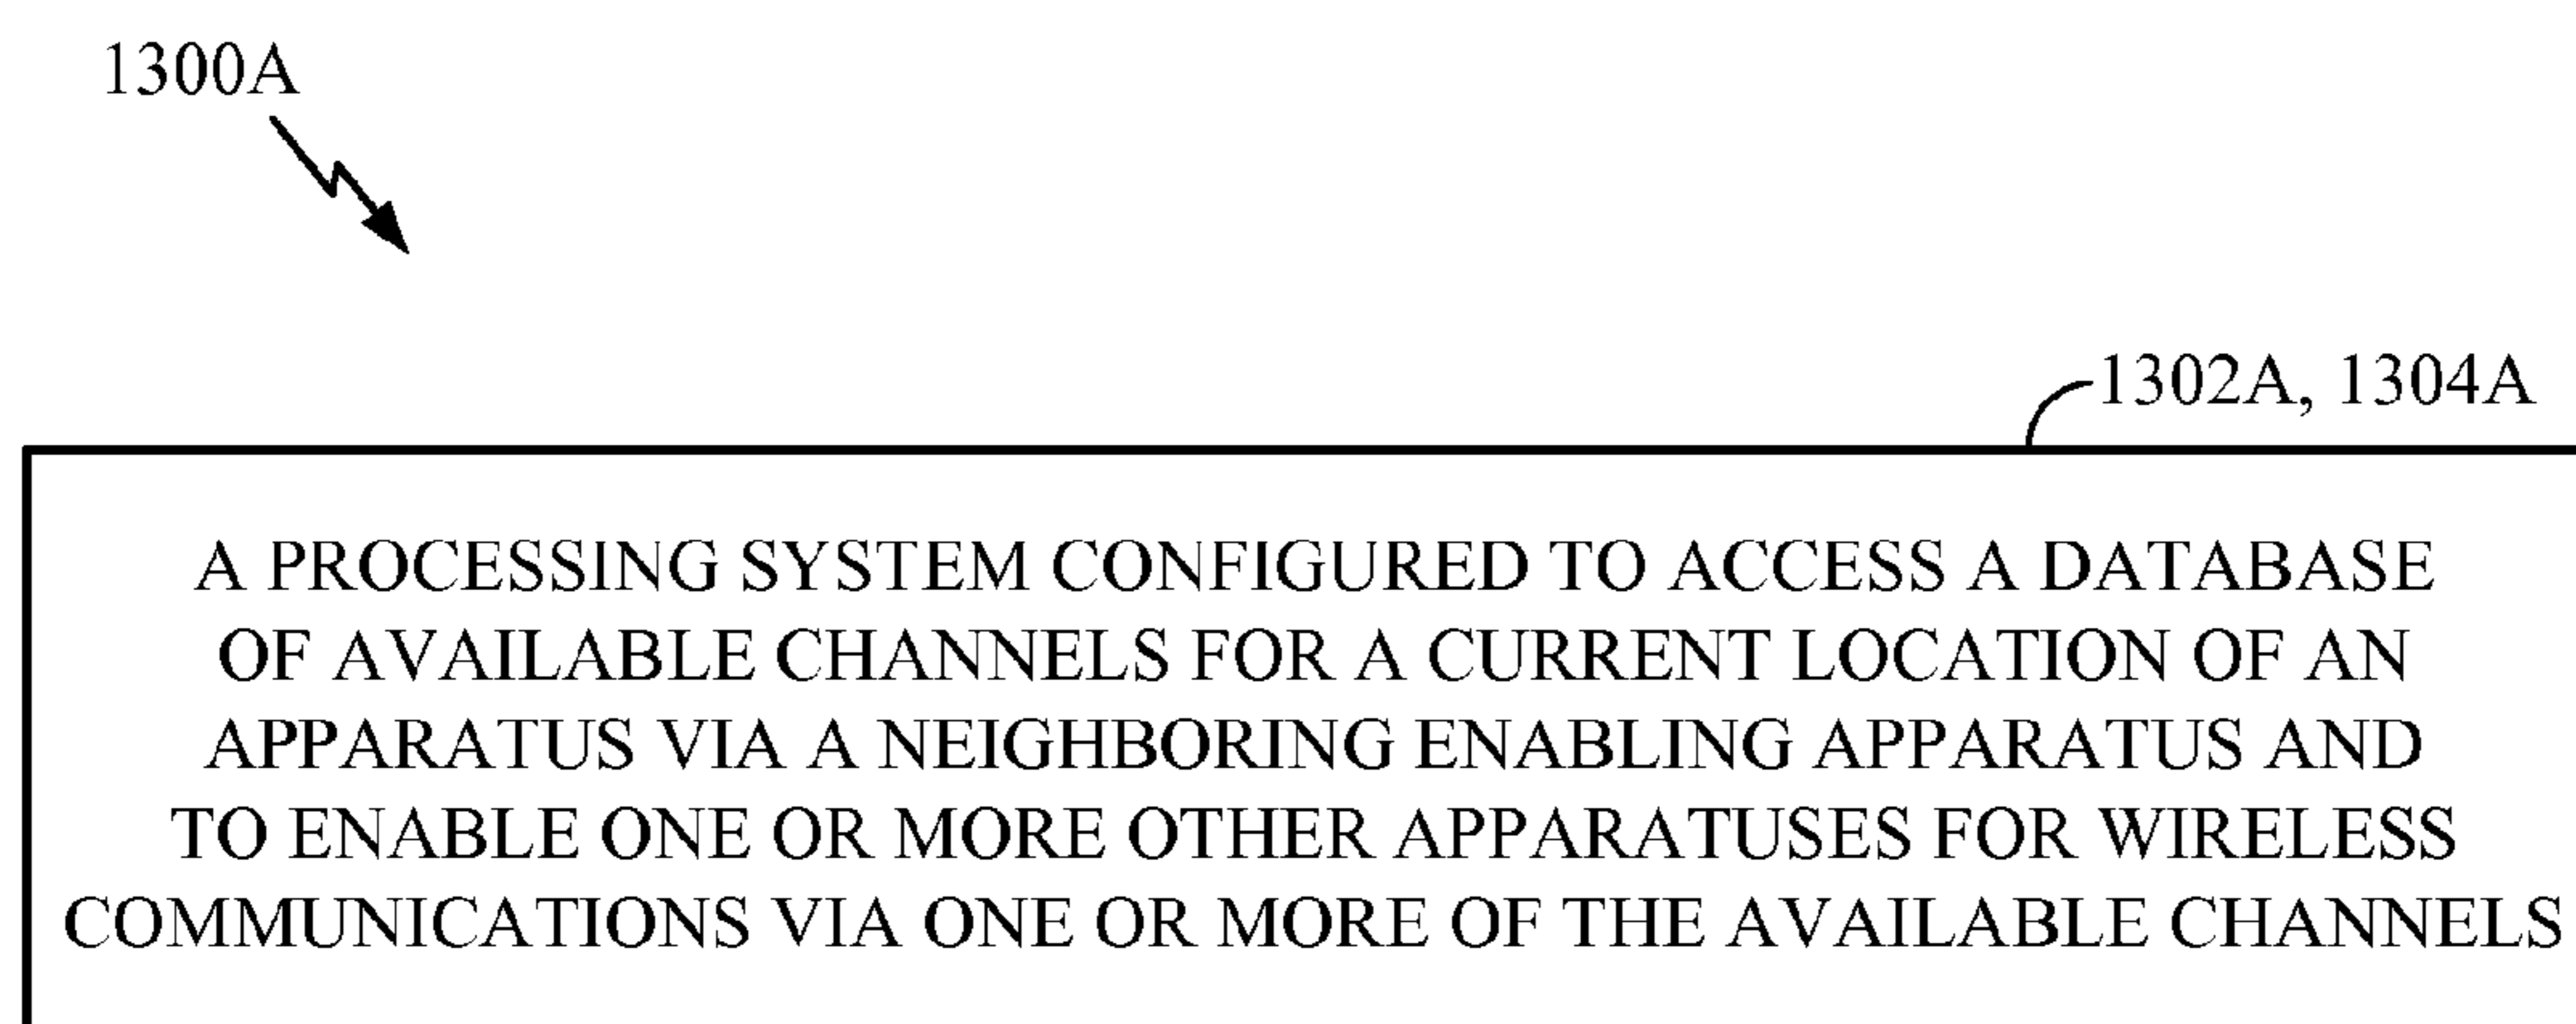 1300A
1302A, 1304A
A PROCESSING SYSTEM CONFIGURED TO ACCESS A DATABASE
OF AVAILABLE CHANNELS FOR A CURRENT LOCATION OF AN
APPARATUS VIA A NEIGHBORING ENABLING APPARATUS AND
TO ENABLE ONE OR MORE OTHER APPARATUSES FOR WIRELESS
COMMUNICATIONS VIA ONE OR MORE OF THE AVAILABLE CHANNELS